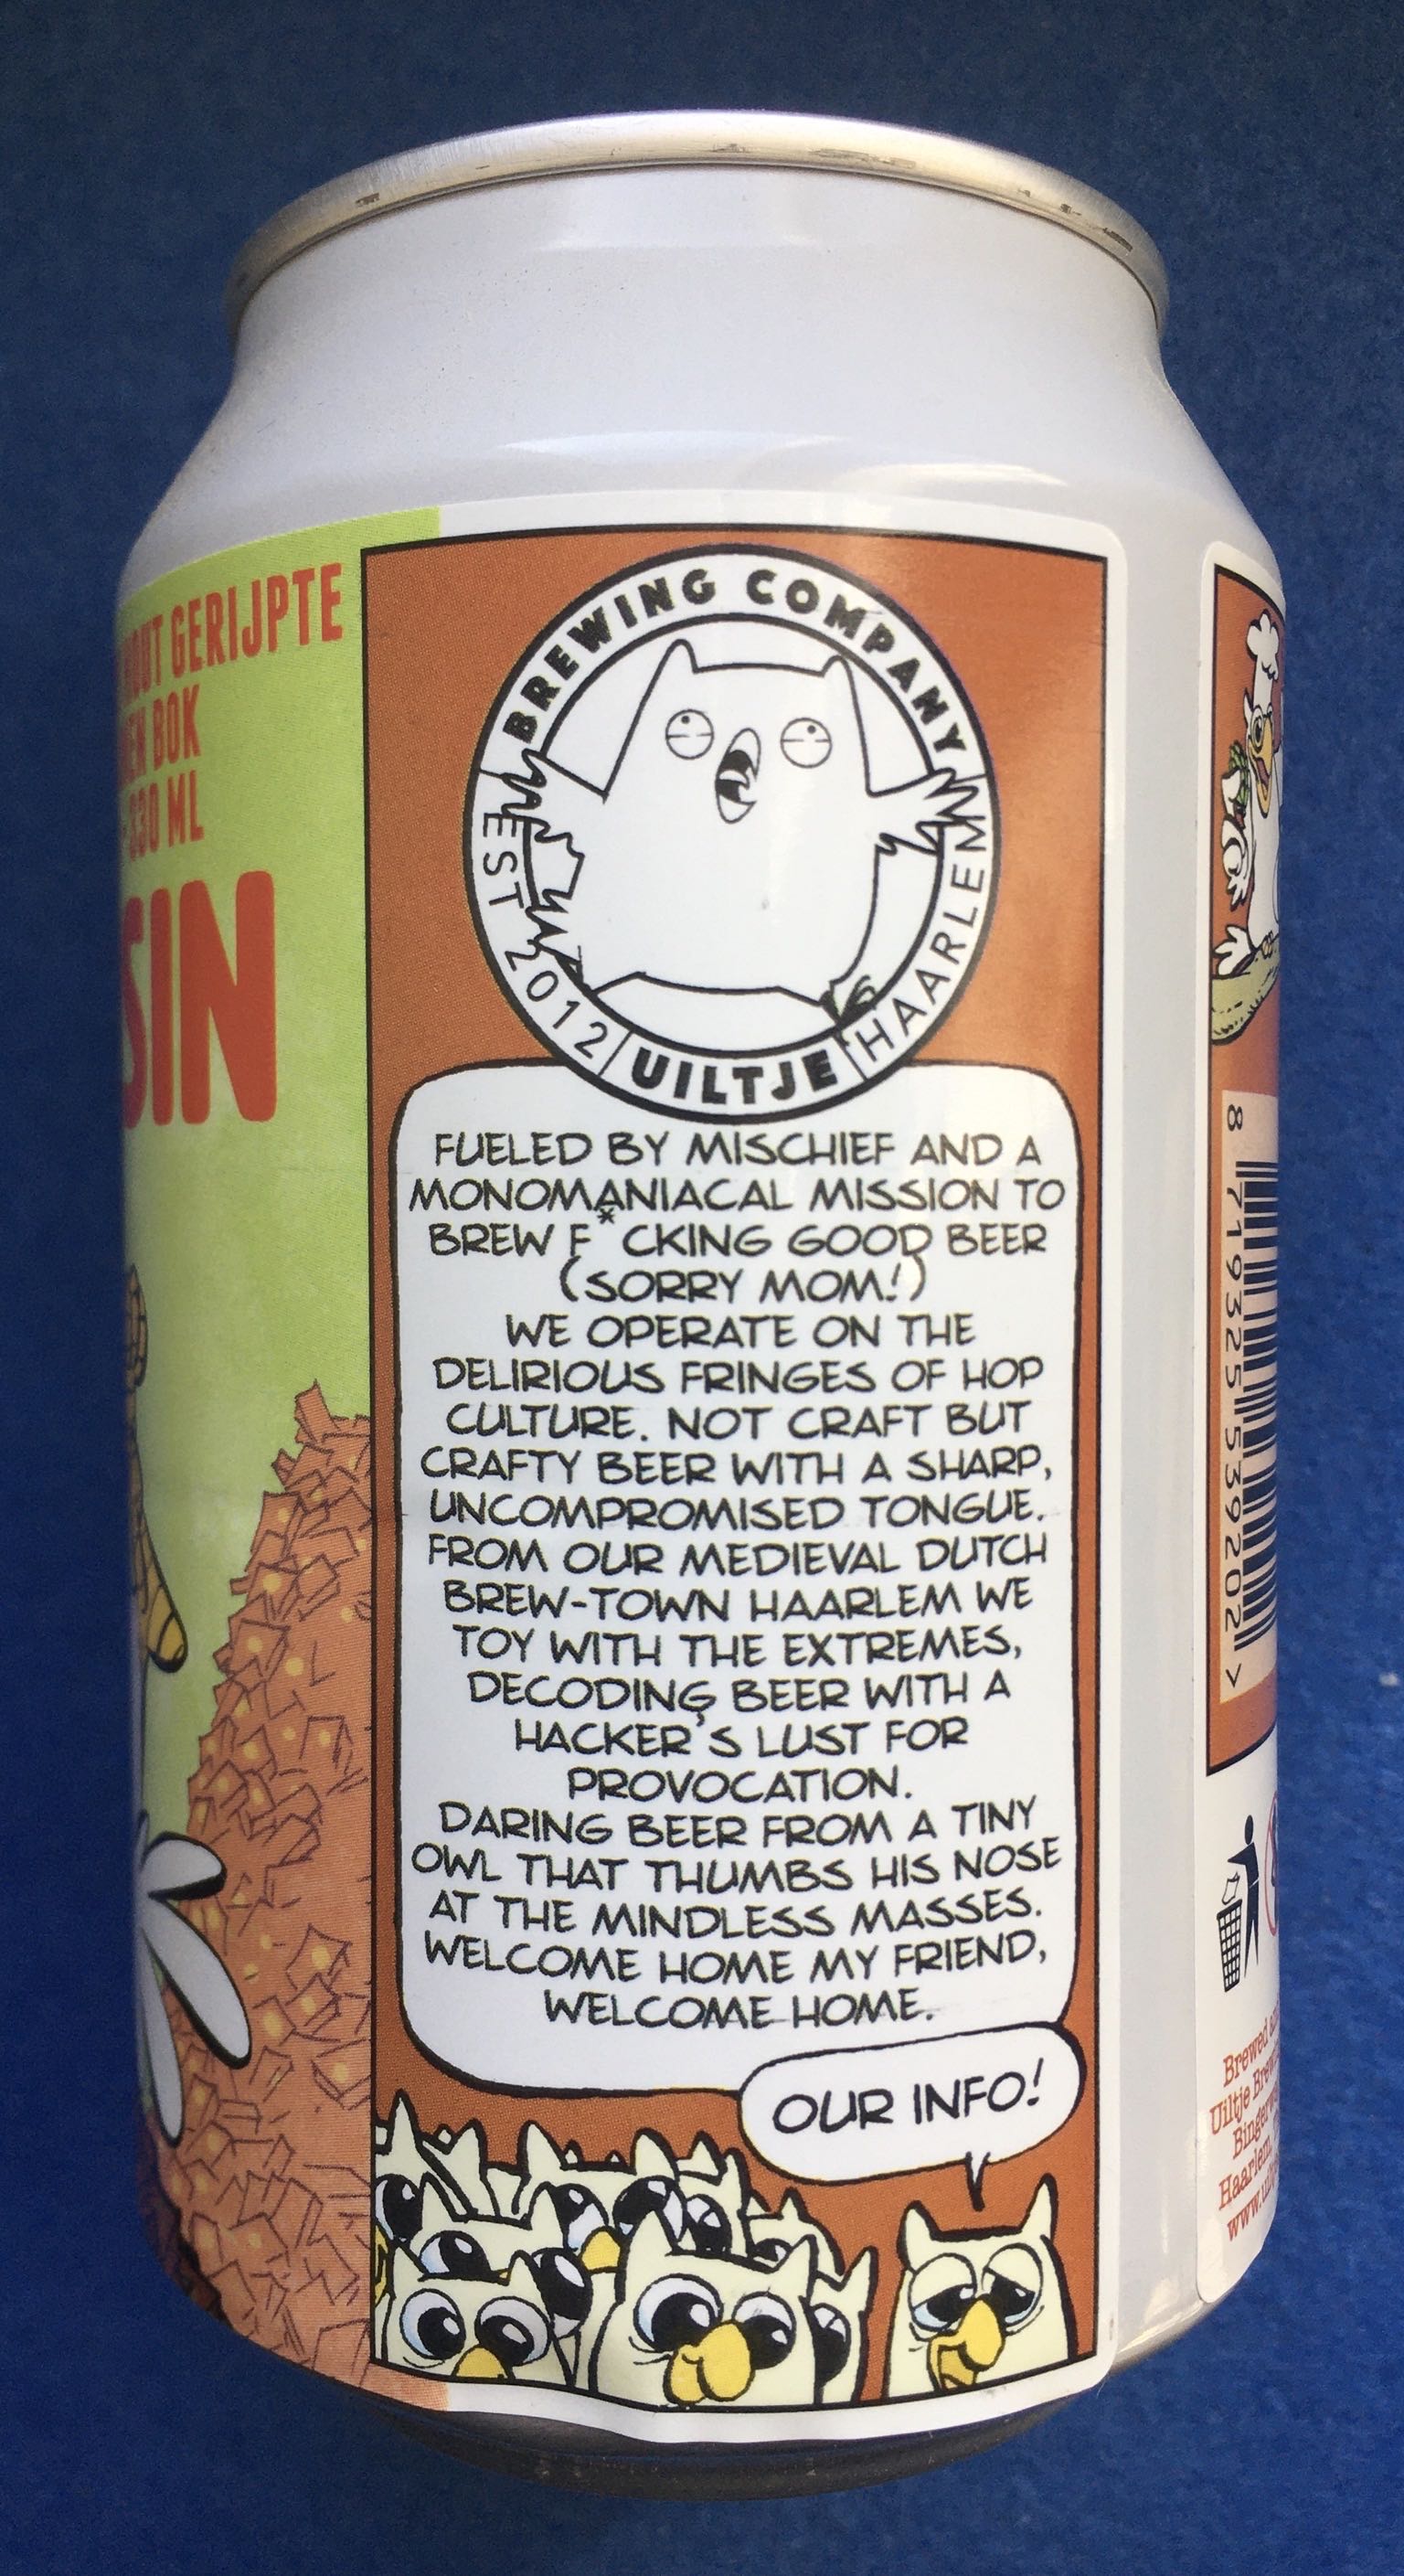 GERIJPTE
BOK
330 ML
SIN
BREWING COMPANY
EST 2012
UILTJE
HAARLEM
FUELED BY MISCHIEF AND A
MONOMANIACAL MISSION TO
BREW F*CKING GOOD BEER
(SORRY MOM!)
WE OPERATE ON THE
DELIRIOUS FRINGES OF HOP
CULTURE. NOT CRAFT BUT
CRAFTY BEER WITH A SHARP,
UNCOMPROMISED TONGUE.
FROM OUR MEDIEVAL DUTCH
BREW-TOWN HAARLEM WE
TOY WITH THE EXTREMES,
DECODING BEER WITH A
HACKER'S LUST FOR
PROVOCATION.
DARING BEER FROM A TINY
OWL THAT THUMBS HIS NOSE
AT THE MINDLESS MASSES.
WELCOME HOME MY FRIEND,
WELCOME HOME.
OUR INFO!
8 719325 539202 >
Brewed
Uiltje
Haarlem,
www.